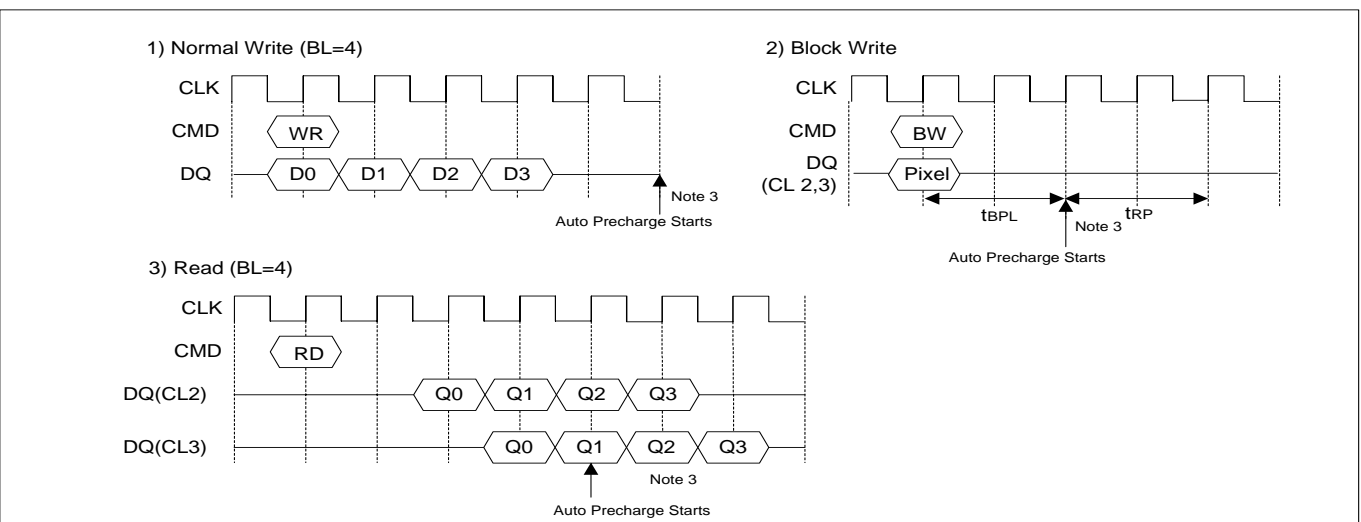 1) Normal Write (BL=4)
CLK
CMD WR
DQ D0 D1 D2 D3
Note 3
Auto Precharge Starts
2) Block Write
CLK
CMD BW
DQ
(CL 2,3) Pixel
tBPL tRP
Note 3
Auto Precharge Starts
3) Read (BL=4)
CLK
CMD RD
DQ(CL2) Q0 Q1 Q2 Q3
DQ(CL3) Q0 Q1 Q2 Q3
Note 3
Auto Precharge Starts